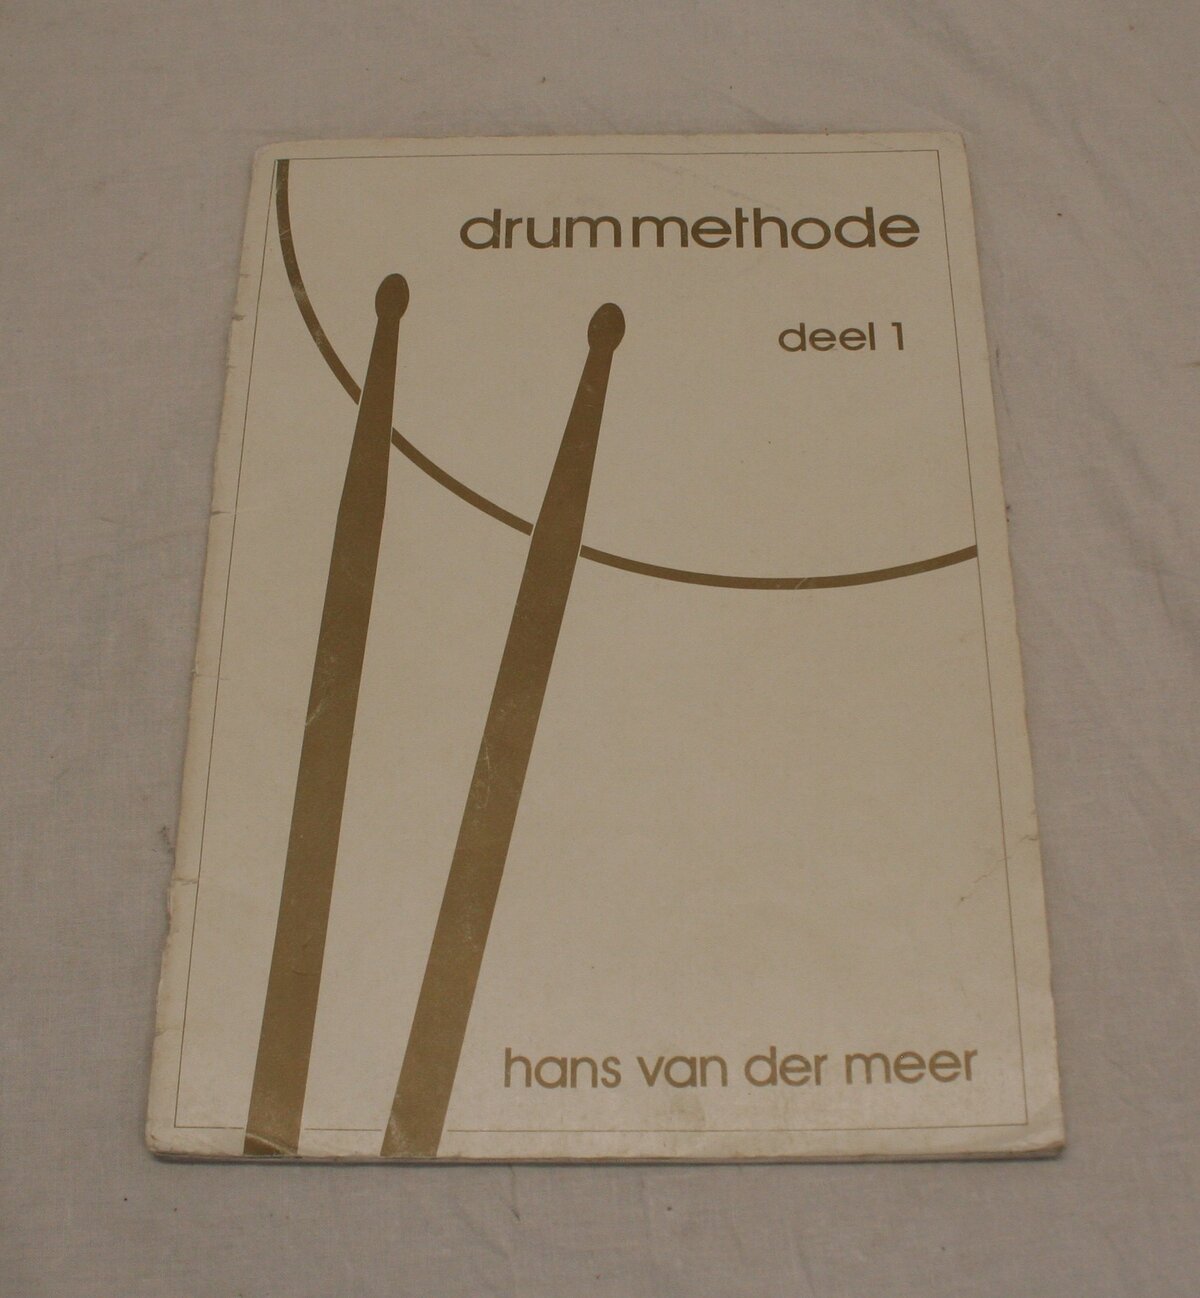 drummethode
deel 1
hans van der meer